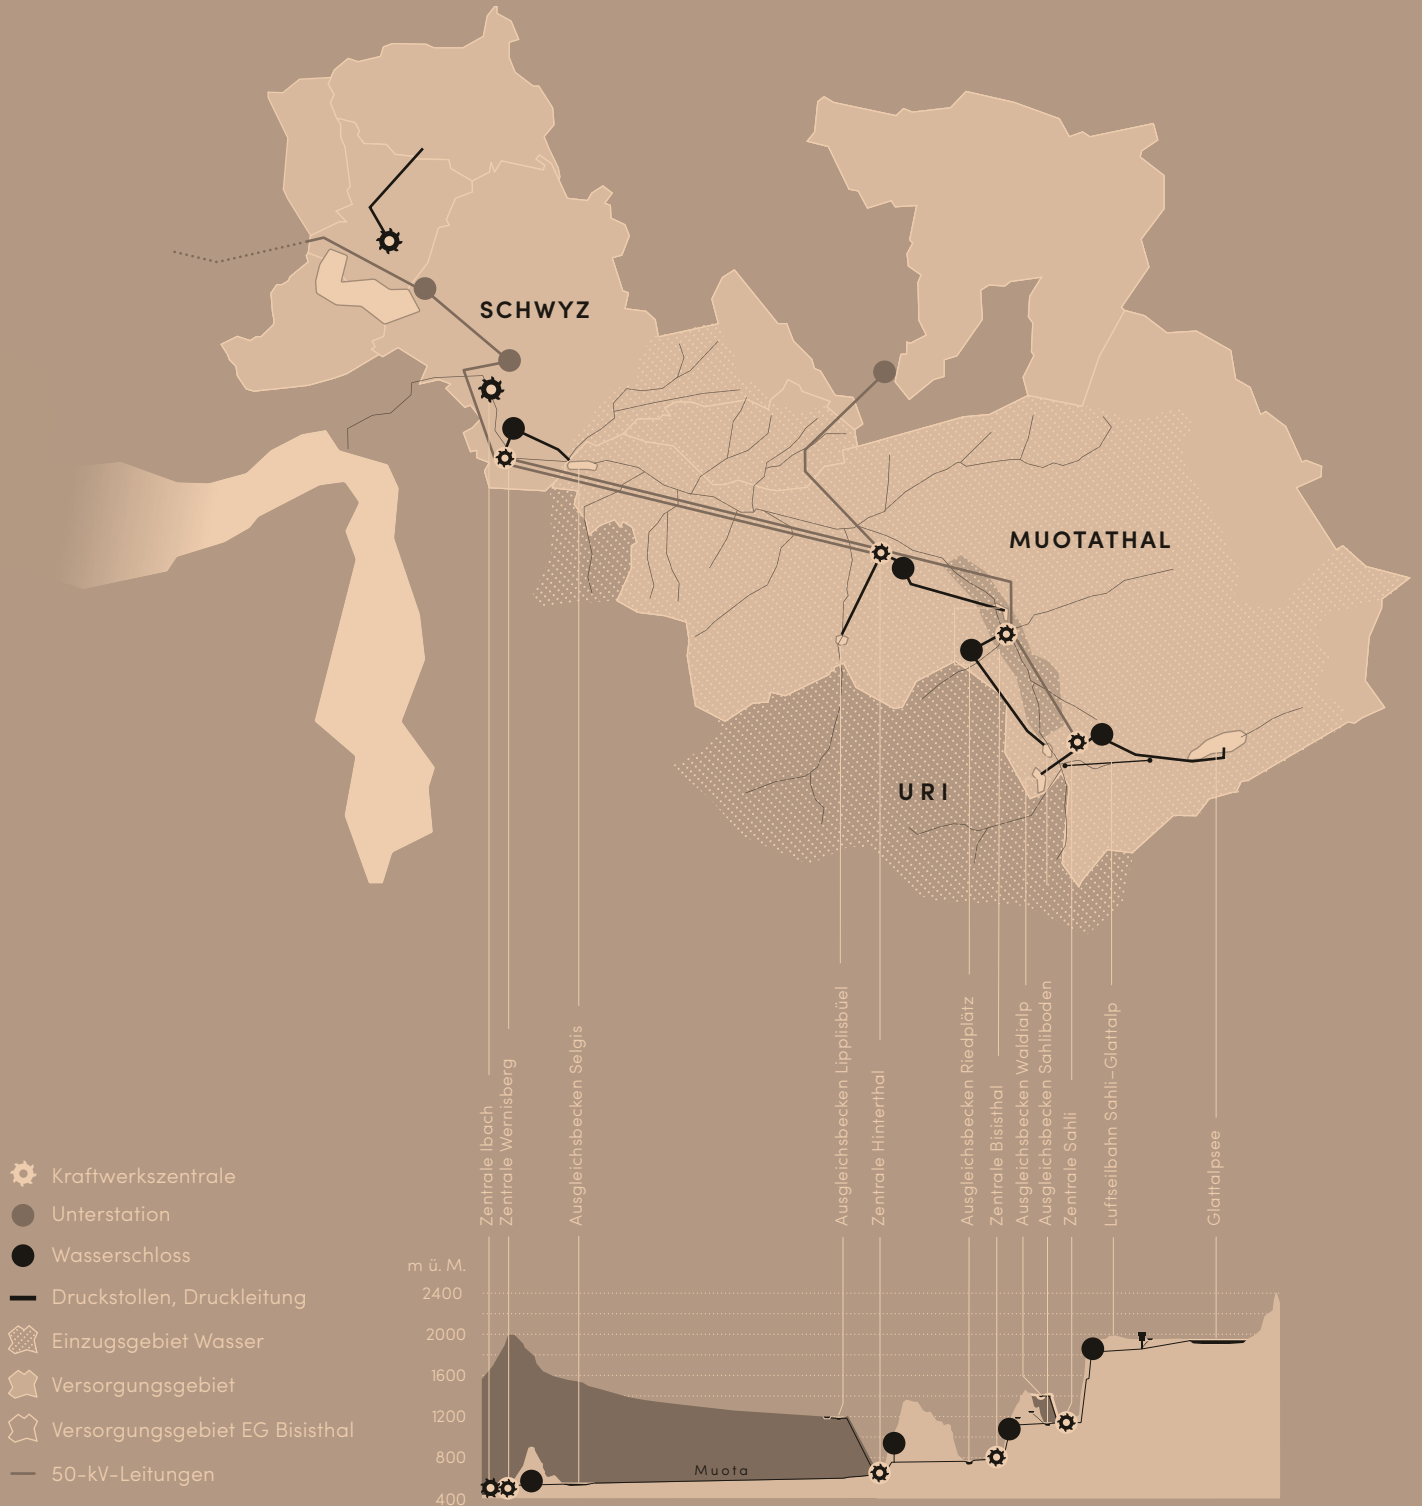 SCHWYZ
MUOTATHAL
URI
Zentrale Ibach
Zentrale Wernisberg
Ausgleichsbecken Selgis
Ausgleichsbecken Lipplisbüel
Zentrale Hinterthal
Ausgleichsbecken Riedplätz
Zentrale Bisisthal
Ausgleichsbecken Waldialp
Ausgleichsbecken Sahliboden
Zentrale Sahli
Luftseilbahn Sahli–Glattalp
Glattalpsee
Kraftwerkszentrale
Unterstation
Wasserschloss
Druckstollen, Druckleitung
Einzugsgebiet Wasser
Versorgungsgebiet
Versorgungsgebiet EG Bisisthal
50-kV-Leitungen
m ü. M.
2400
2000
1600
1200
800
400
Muota